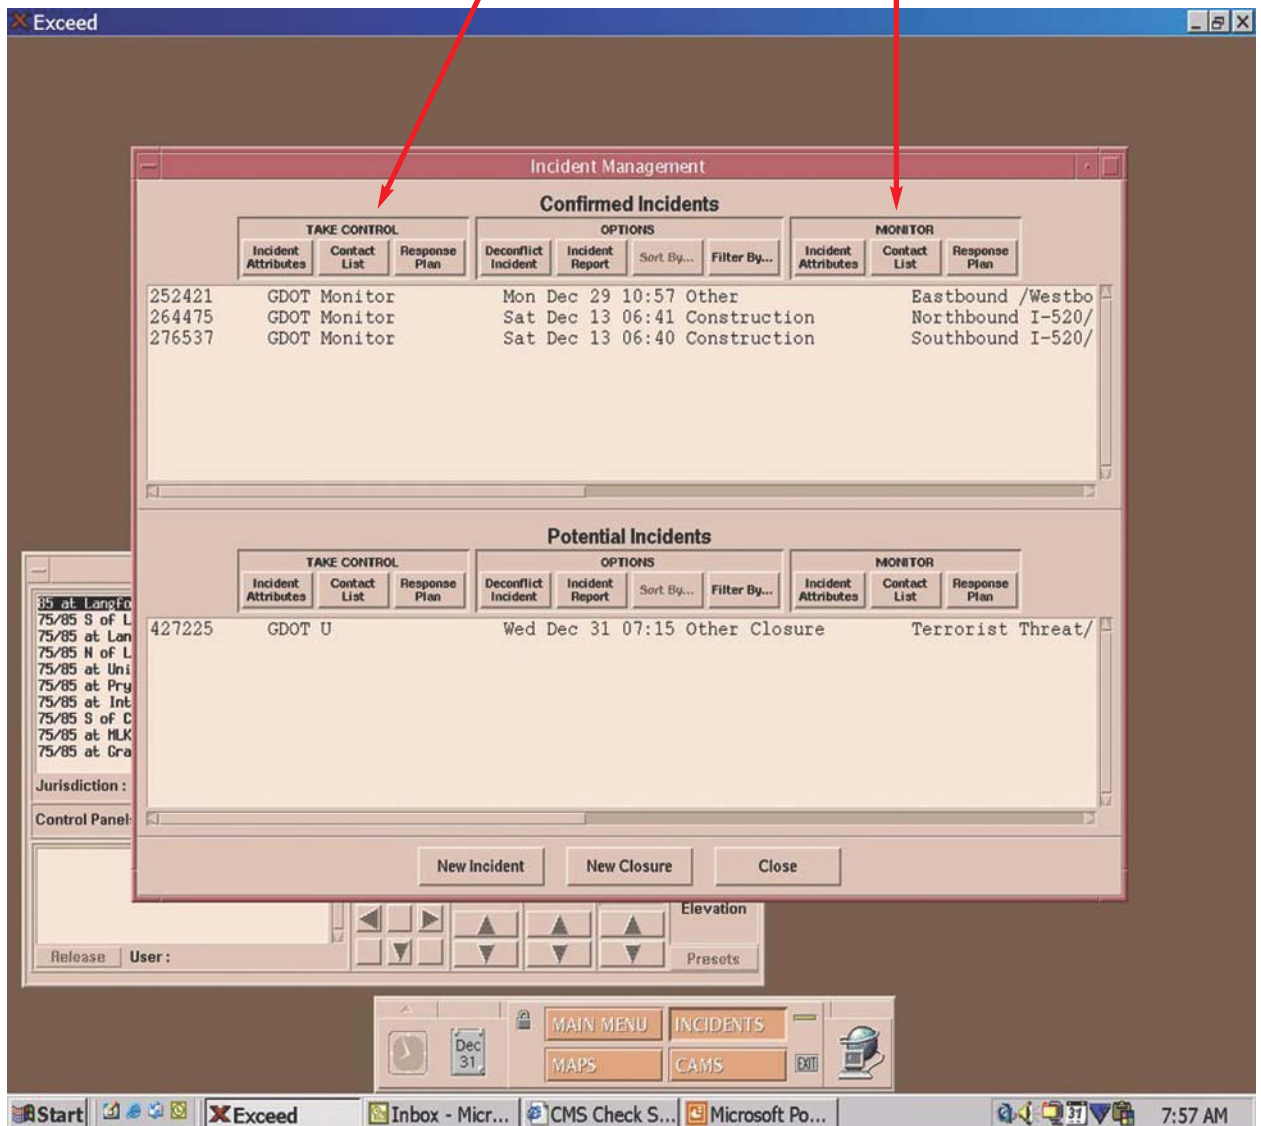 Exceed
Incident Management
Confirmed Incidents
TAKE CONTROL OPTIONS MONITOR
Incident Attributes Contact List Response Plan Deconflict Incident Incident Report Sort By... Filter By... Incident Attributes Contact List Response Plan
252421 GDOT Monitor Mon Dec 29 10:57 Other Eastbound /Westbo
264475 GDOT Monitor Sat Dec 13 06:41 Construction Northbound I-520/
276537 GDOT Monitor Sat Dec 13 06:40 Construction Southbound I-520/
Potential Incidents
TAKE CONTROL OPTIONS MONITOR
Incident Attributes Contact List Response Plan Deconflict Incident Incident Report Sort By... Filter By... Incident Attributes Contact List Response Plan
427225 GDOT U Wed Dec 31 07:15 Other Closure Terrorist Threat/
New Incident New Closure Close
85 at Langfo
75/85 S of L
75/85 at Lan
75/85 N of L
75/85 at Uni
75/85 at Pry
75/85 at Int
75/85 S of C
75/85 at MLK
75/85 at Gra
Jurisdiction :
Control Panel:
Elevation
Release User : Presets
Dec 31
MAIN MENU INCIDENTS
MAPS CAMS EXIT
Start Exceed Inbox - Micr... CMS Check S... Microsoft Po... 31 7:57 AM